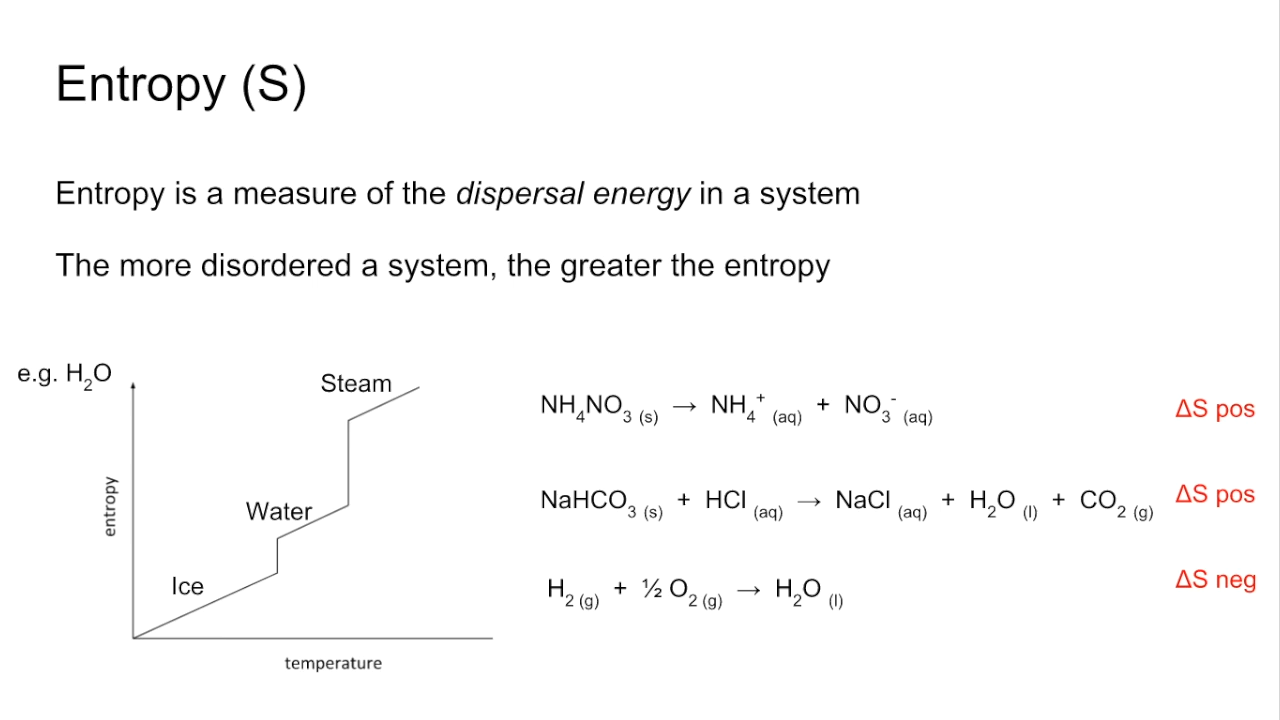 Entropy (S)
Entropy is a measure of the dispersal energy in a system
The more disordered a system, the greater the entropy
e.g. H₂O
Steam
Water
Ice
entropy
temperature
NH₄NO₃ (s) → NH₄⁺ (aq) + NO₃⁻ (aq)
ΔS pos
NaHCO₃ (s) + HCl (aq) → NaCl (aq) + H₂O (l) + CO₂ (g)
ΔS pos
H₂ (g) + ½ O₂ (g) → H₂O (l)
ΔS neg